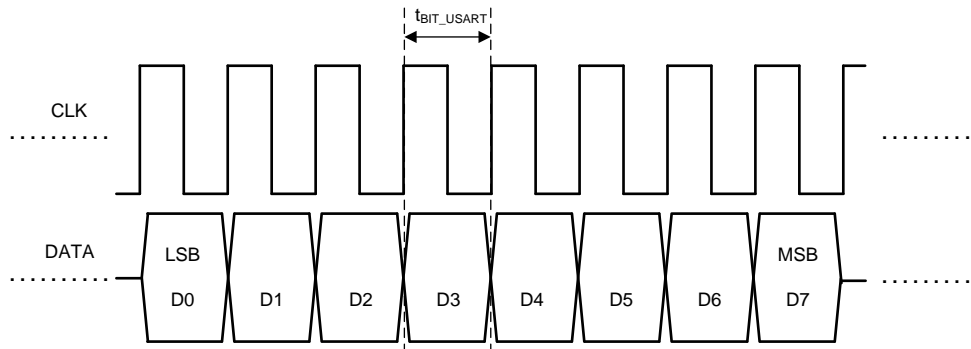 tBIT_USART
CLK
DATA
LSB MSB
D0 D1 D2 D3 D4 D5 D6 D7